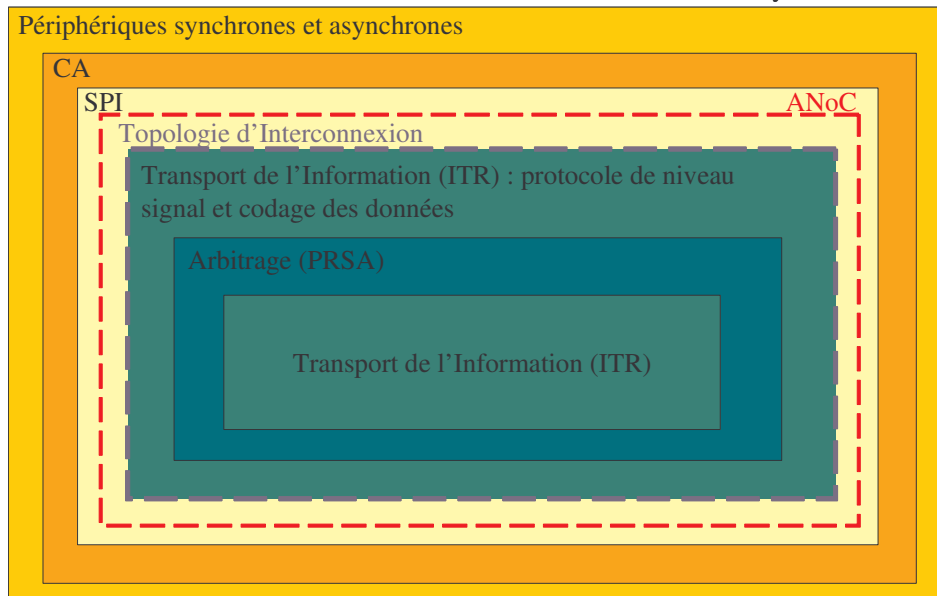 Périphériques synchrones et asynchrones
CA
SPI
ANoC
Topologie d’Interconnexion
Transport de l’Information (ITR) : protocole de niveau
signal et codage des données
Arbitrage (PRSA)
Transport de l’Information (ITR)